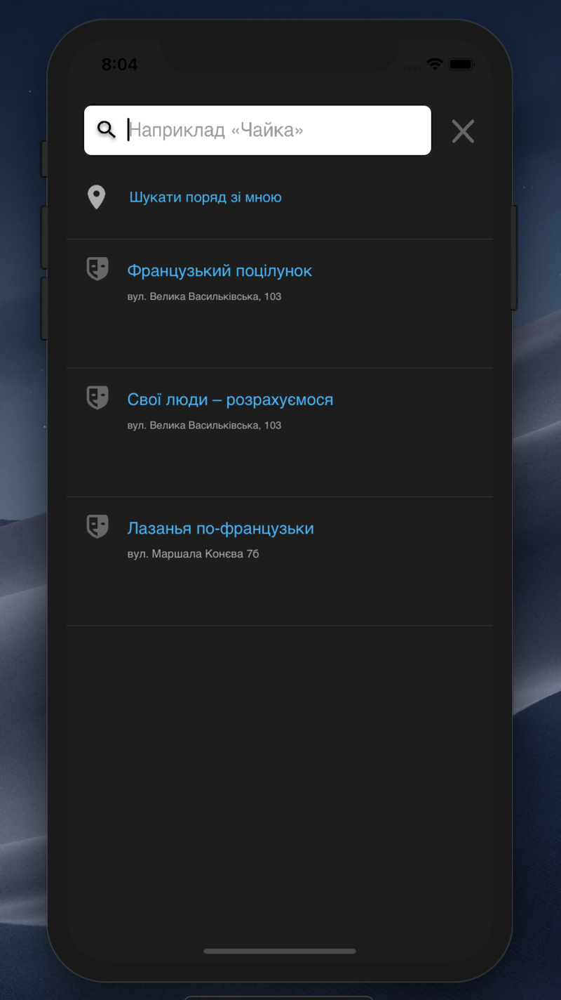 8:04
Наприклад «Чайка»
Шукати поряд зі мною
Французький поцілунок
вул. Велика Васильківська, 103
Свої люди – розрахуємося
вул. Велика Васильківська, 103
Лазанья по-французьки
вул. Маршала Конєва 7б